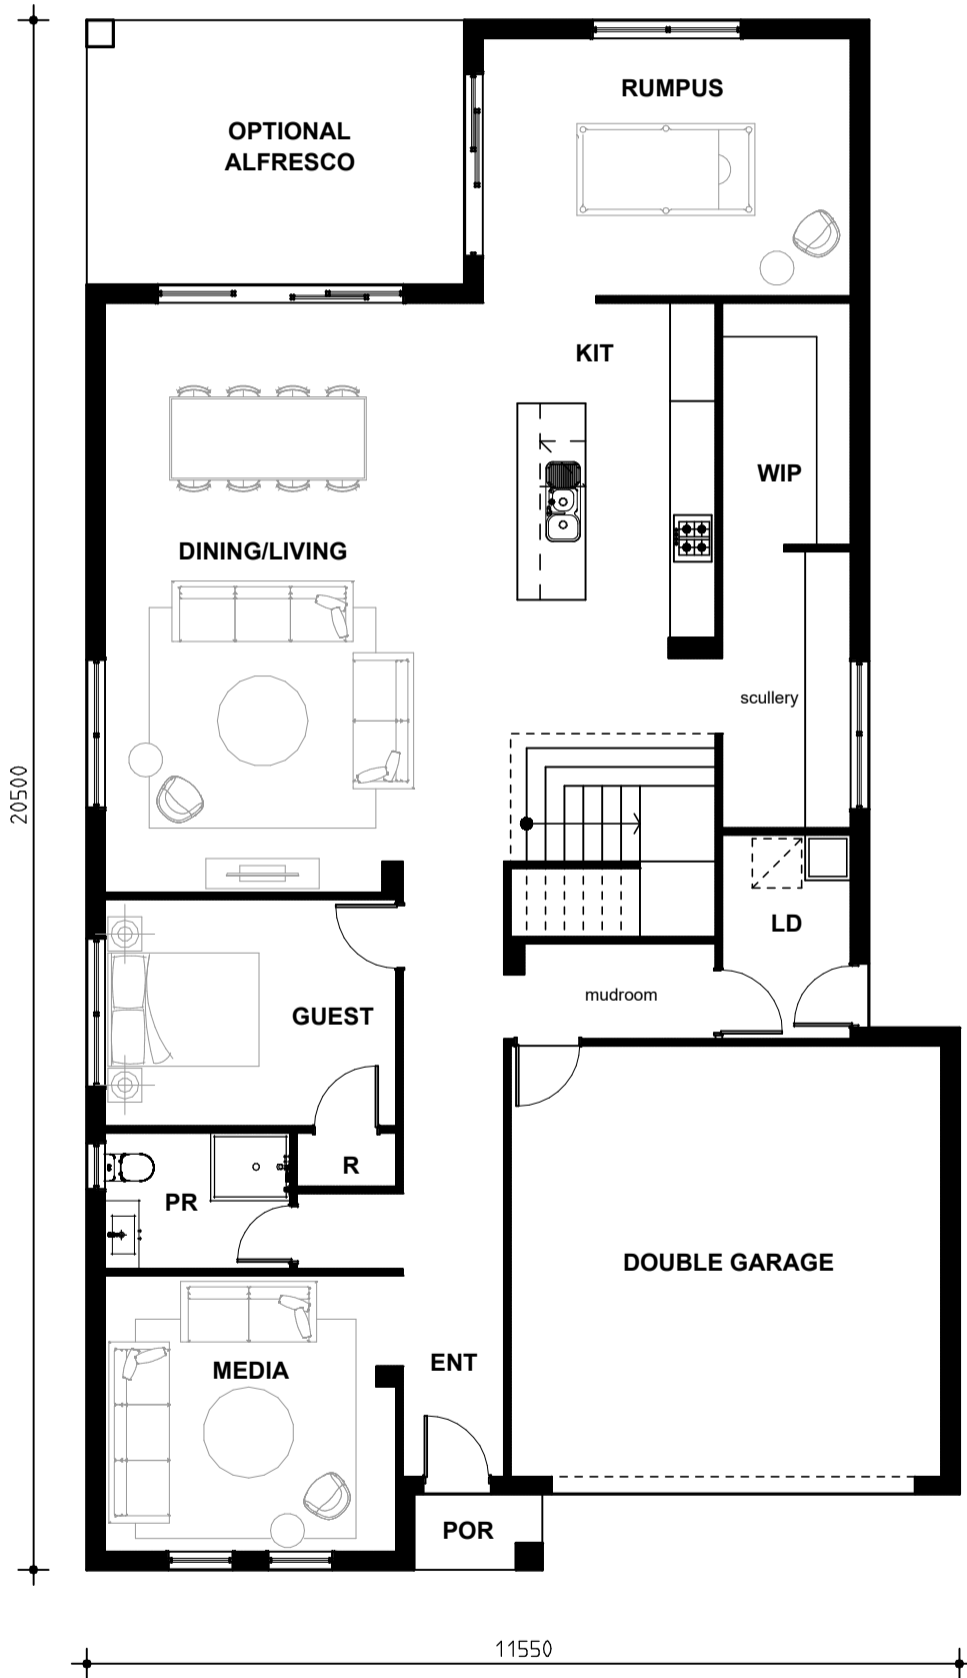 RUMPUS
OPTIONAL
ALFRESCO
KIT
WIP
DINING/LIVING
scullery
20500
LD
mudroom
GUEST
R
PR
DOUBLE GARAGE
ENT
MEDIA
POR
11550